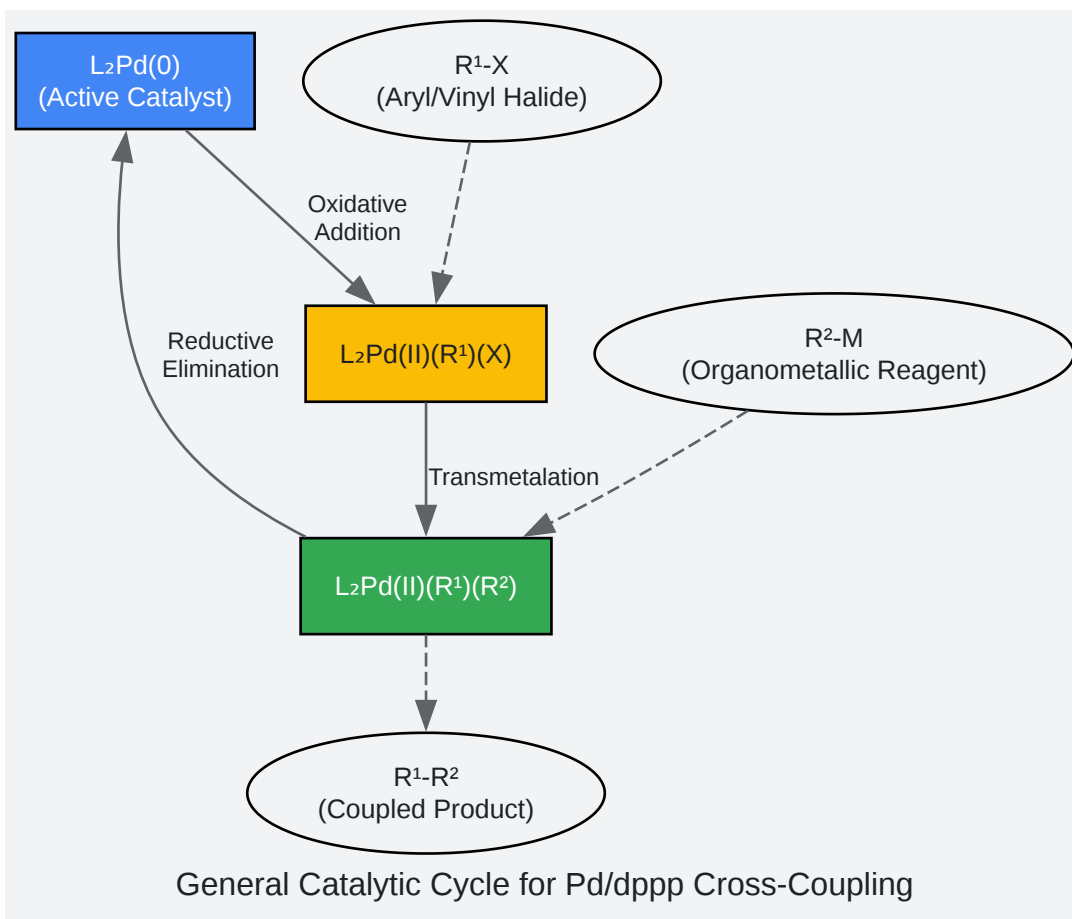 L₂Pd(0)
(Active Catalyst)
R¹-X
(Aryl/Vinyl Halide)
Oxidative
Addition
L₂Pd(II)(R¹)(X)
Reductive
Elimination
R²-M
(Organometallic Reagent)
Transmetalation
L₂Pd(II)(R¹)(R²)
R¹-R²
(Coupled Product)
General Catalytic Cycle for Pd/dppp Cross-Coupling